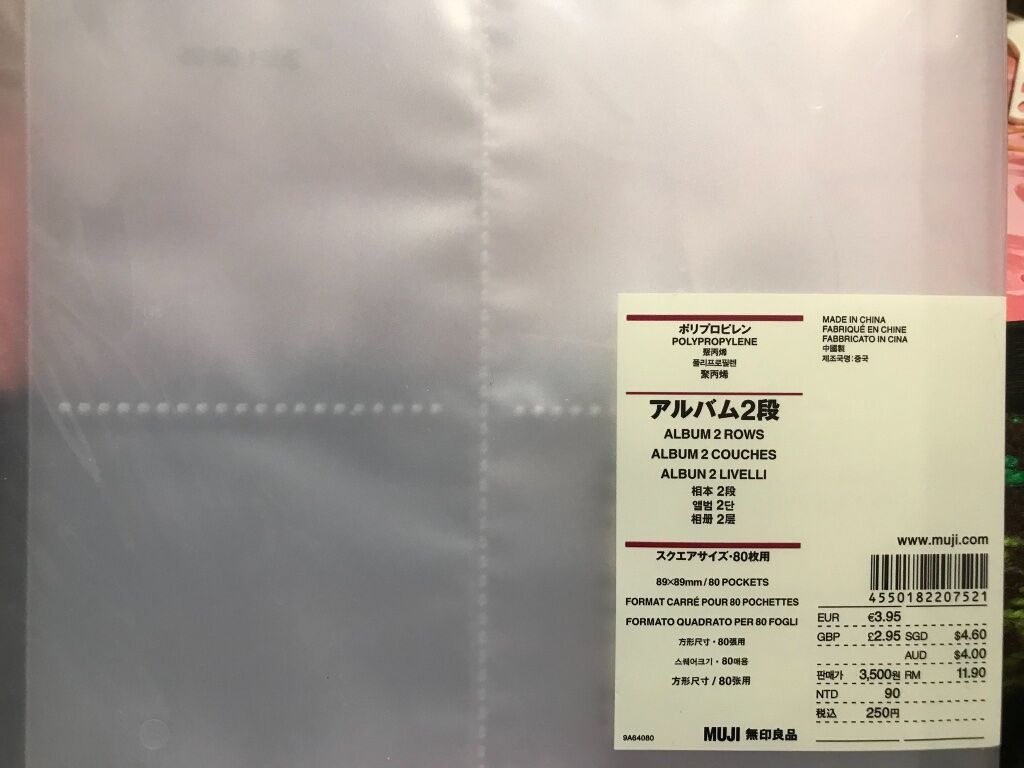 ポリプロピレン
POLYPROPYLENE
聚丙烯
폴리프로필렌
聚丙烯
アルバム2段
ALBUM 2 ROWS
ALBUM 2 COUCHES
ALBUN 2 LIVELLI
相本 2段
앨범 2단
相册 2层
スクエアサイズ・80枚用
89×89mm / 80 POCKETS
FORMAT CARRÉ POUR 80 POCHETTES
FORMATO QUADRATO PER 80 FOGLI
方形尺寸・80張用
스퀘어크기・80매용
方形尺寸 / 80张用
9A64080
MUJI 無印良品
MADE IN CHINA
FABRIQUÉ EN CHINE
FABBRICATO IN CINA
中國製
제조국명: 중국
www.muji.com
4550182207521
EUR €3.95
GBP £2.95 SGD $4.60
AUD $4.00
판매가 3,500원 RM 11.90
NTD 90
税込 250円